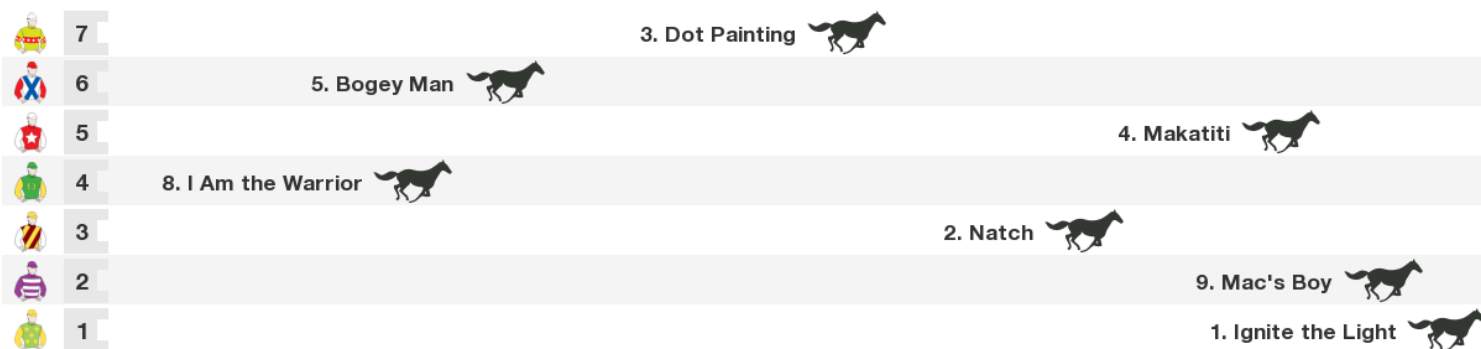 7 3. Dot Painting
6 5. Bogey Man
5 4. Makatiti
4 8. I Am the Warrior
3 2. Natch
2 9. Mac's Boy
1 1. Ignite the Light